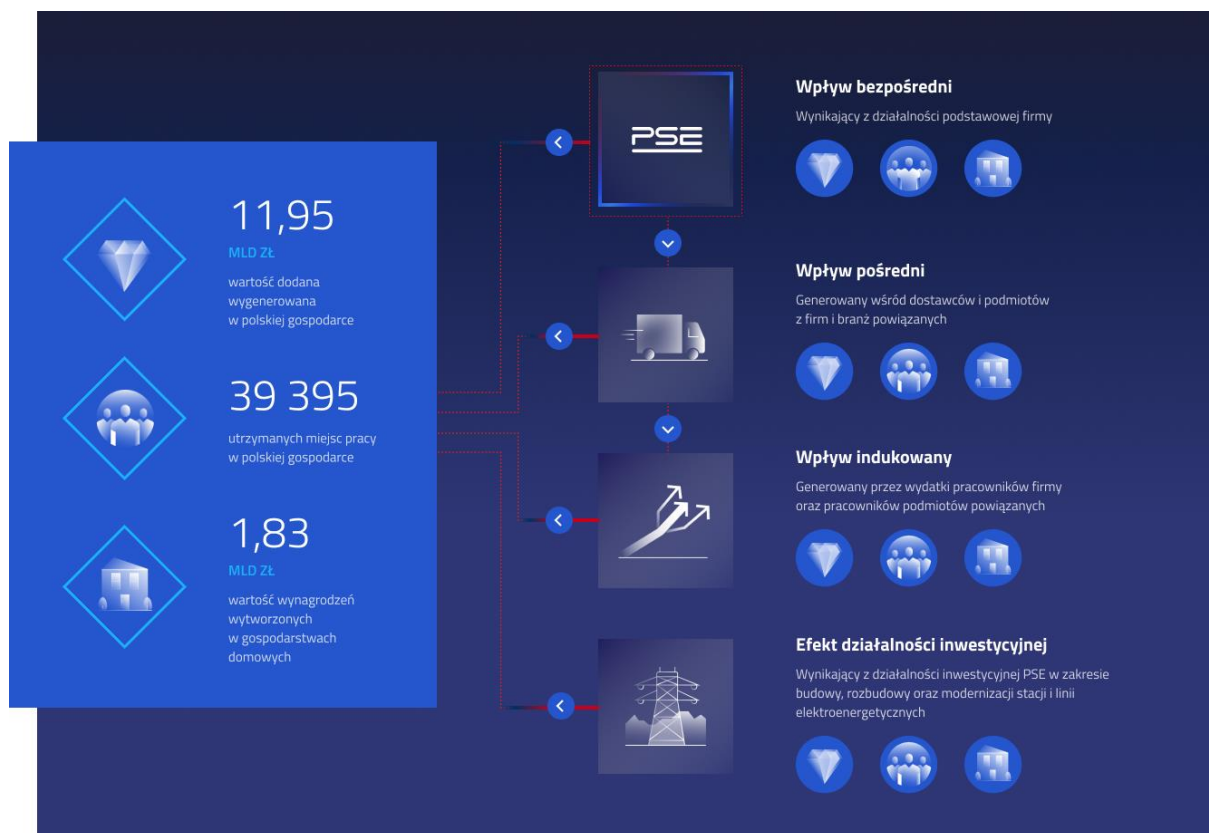 11,95
MLD ZŁ
wartość dodana
wygenerowana
w polskiej gospodarce
39 395
utrzymanych miejsc pracy
w polskiej gospodarce
1,83
MLD ZŁ
wartość wynagrodzeń
wytworzonych
w gospodarstwach
domowych
PSE
Wpływ bezpośredni
Wynikający z działalności podstawowej firmy
Wpływ pośredni
Generowany wśród dostawców i podmiotów
z firm i branż powiązanych
Wpływ indukowany
Generowany przez wydatki pracowników firmy
oraz pracowników podmiotów powiązanych
Efekt działalności inwestycyjnej
Wynikający z działalności inwestycyjnej PSE w zakresie
budowy, rozbudowy oraz modernizacji stacji i linii
elektroenergetycznych